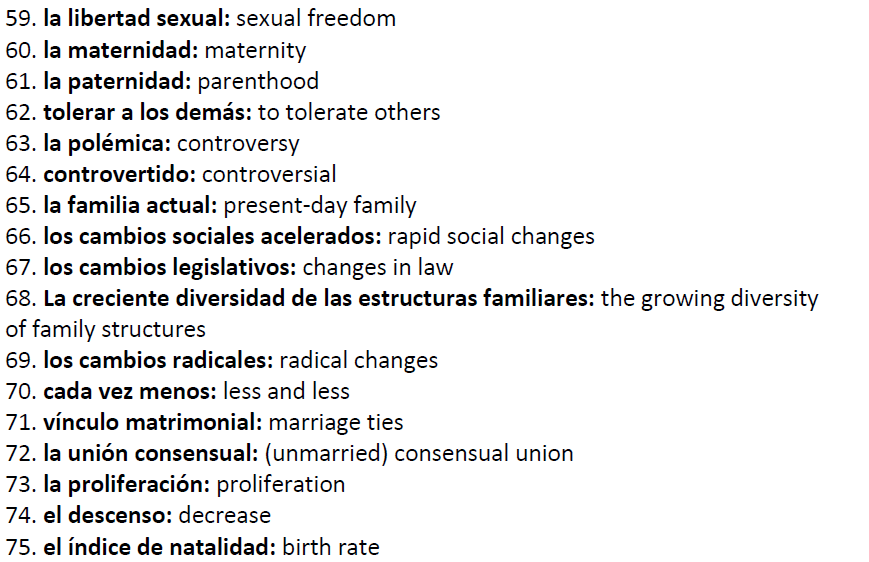 59. la libertad sexual: sexual freedom
60. la maternidad: maternity
61. la paternidad: parenthood
62. tolerar a los demás: to tolerate others
63. la polémica: controversy
64. controvertido: controversial
65. la familia actual: present-day family
66. los cambios sociales acelerados: rapid social changes
67. los cambios legislativos: changes in law
68. La creciente diversidad de las estructuras familiares: the growing diversity
of family structures
69. los cambios radicales: radical changes
70. cada vez menos: less and less
71. vínculo matrimonial: marriage ties
72. la unión consensual: (unmarried) consensual union
73. la proliferación: proliferation
74. el descenso: decrease
75. el índice de natalidad: birth rate